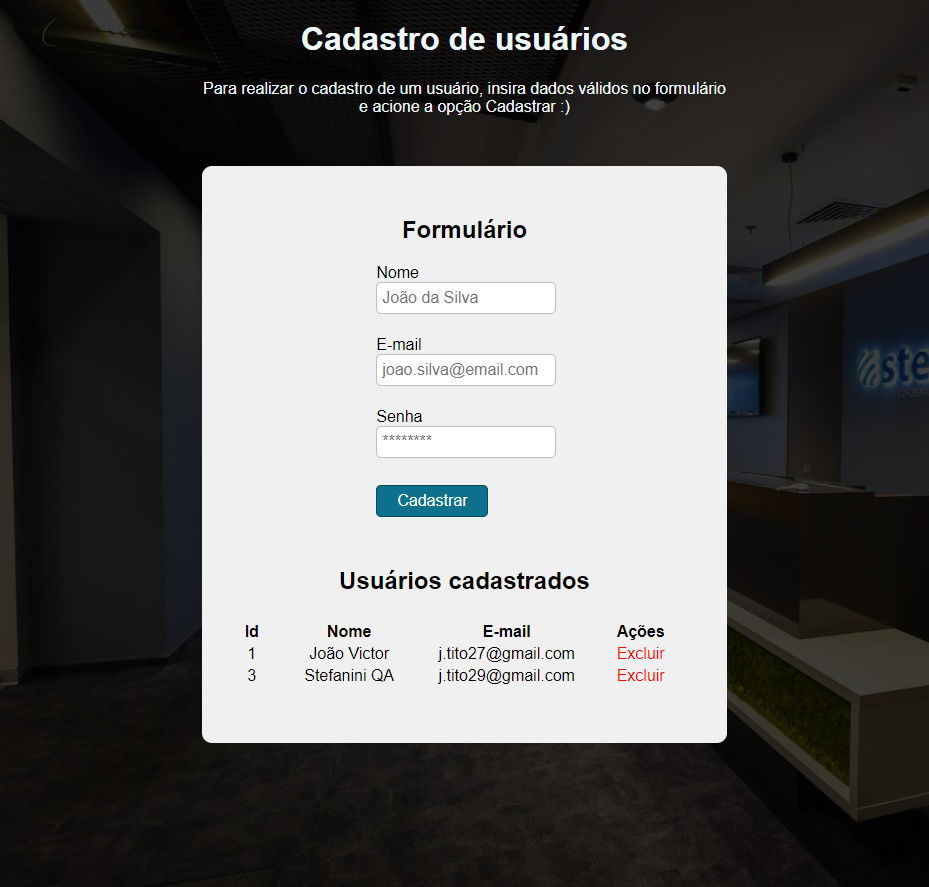 Cadastro de usuários
Para realizar o cadastro de um usuário, insira dados válidos no formulário
e acione a opção Cadastrar :)
Formulário
Nome
João da Silva
E-mail
joao.silva@email.com
Senha
********
Cadastrar
Usuários cadastrados
Id Nome E-mail Ações
1 João Victor j.tito27@gmail.com Excluir
3 Stefanini QA j.tito29@gmail.com Excluir
ste